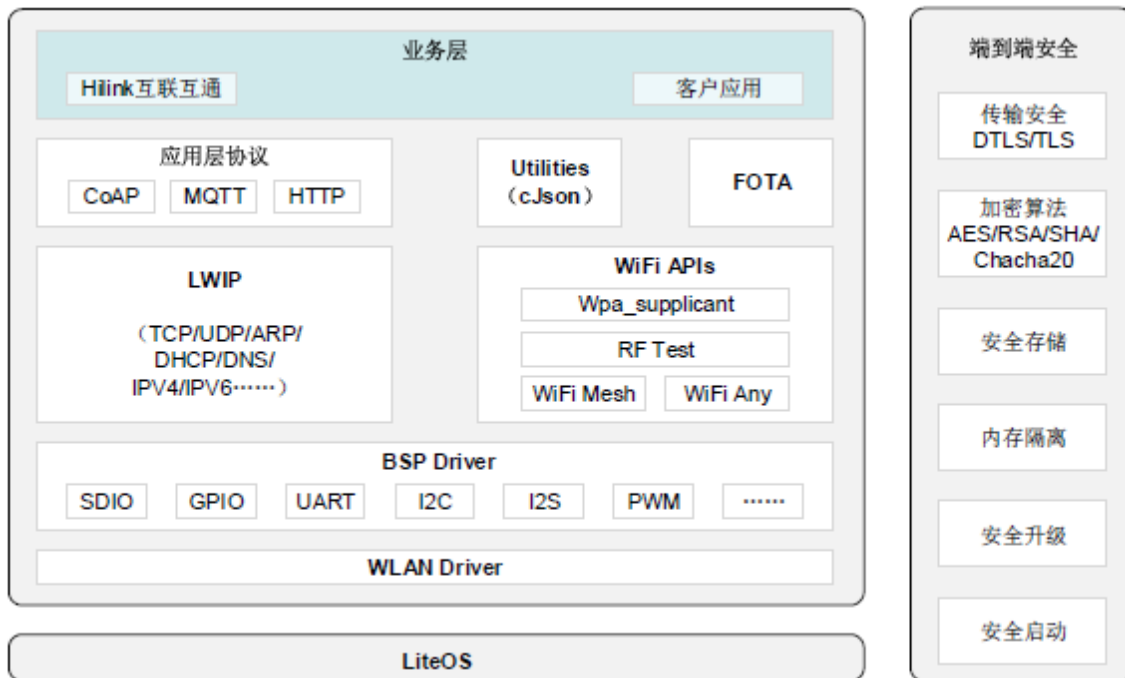 业务层
Hilink互联互通
客户应用
应用层协议
CoAP
MQTT
HTTP
Utilities
（cJson）
FOTA
LWIP
（TCP/UDP/ARP/
DHCP/DNS/
IPV4/IPV6……）
WiFi APIs
Wpa_supplicant
RF Test
WiFi Mesh
WiFi Any
BSP Driver
SDIO
GPIO
UART
I2C
I2S
PWM
……
WLAN Driver
LiteOS
端到端安全
传输安全
DTLS/TLS
加密算法
AES/RSA/SHA/
Chacha20
安全存储
内存隔离
安全升级
安全启动